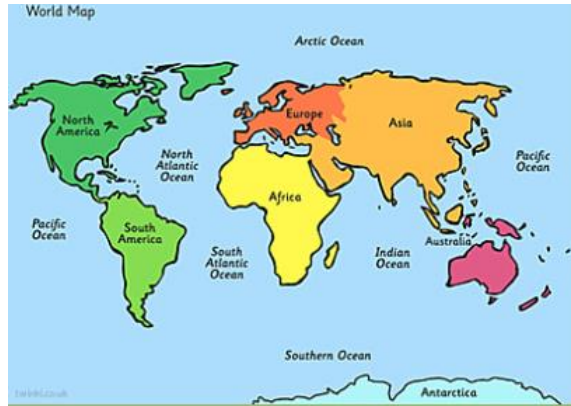 World Map
Arctic Ocean
North
America
Europe
Asia
North
Atlantic
Ocean
Pacific
Ocean
Africa
Pacific
Ocean
South
America
South
Atlantic
Ocean
Indian
Ocean
Australia
Southern Ocean
Antarctica